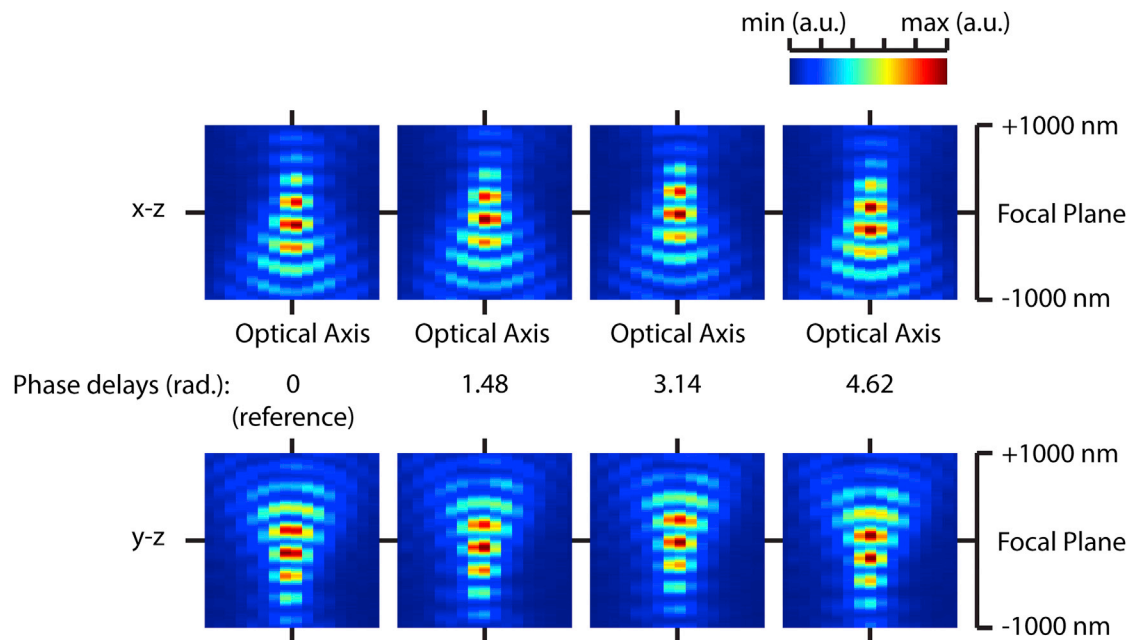 min (a.u.) max (a.u.)
+1000 nm
x-z
Focal Plane
-1000 nm
Optical Axis Optical Axis Optical Axis Optical Axis
Phase delays (rad.): 0 1.48 3.14 4.62
(reference)
+1000 nm
y-z
Focal Plane
-1000 nm